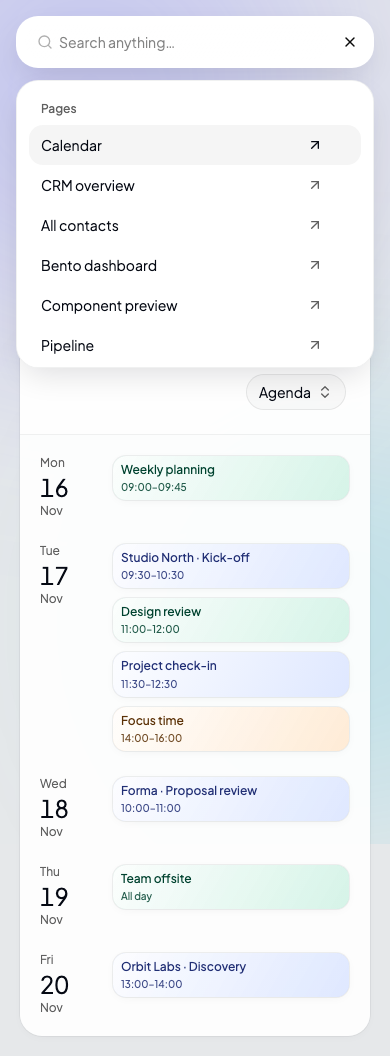 Search anything...
Pages
Calendar
CRM overview
All contacts
Bento dashboard
Component preview
Pipeline
Agenda
Mon
16
Nov
Weekly planning
09:00–09:45
Tue
17
Nov
Studio North · Kick-off
09:30–10:30
Design review
11:00–12:00
Project check-in
11:30–12:30
Focus time
14:00–16:00
Wed
18
Nov
Forma · Proposal review
10:00–11:00
Thu
19
Nov
Team offsite
All day
Fri
20
Nov
Orbit Labs · Discovery
13:00–14:00